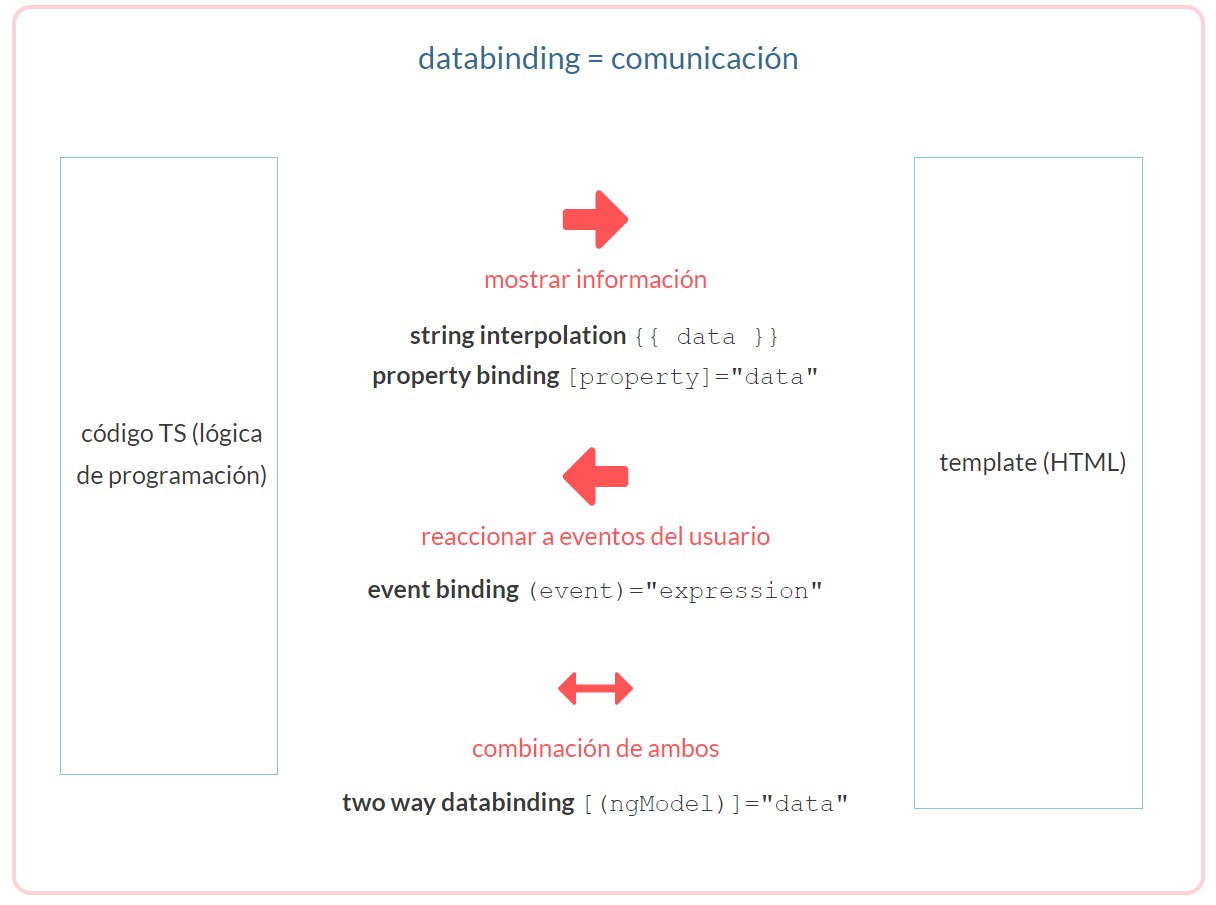 databinding = comunicación
código TS (lógica
de programación)
mostrar información
string interpolation {{ data }}
property binding [property]="data"
reaccionar a eventos del usuario
event binding (event)="expression"
combinación de ambos
two way databinding [(ngModel)]="data"
template (HTML)